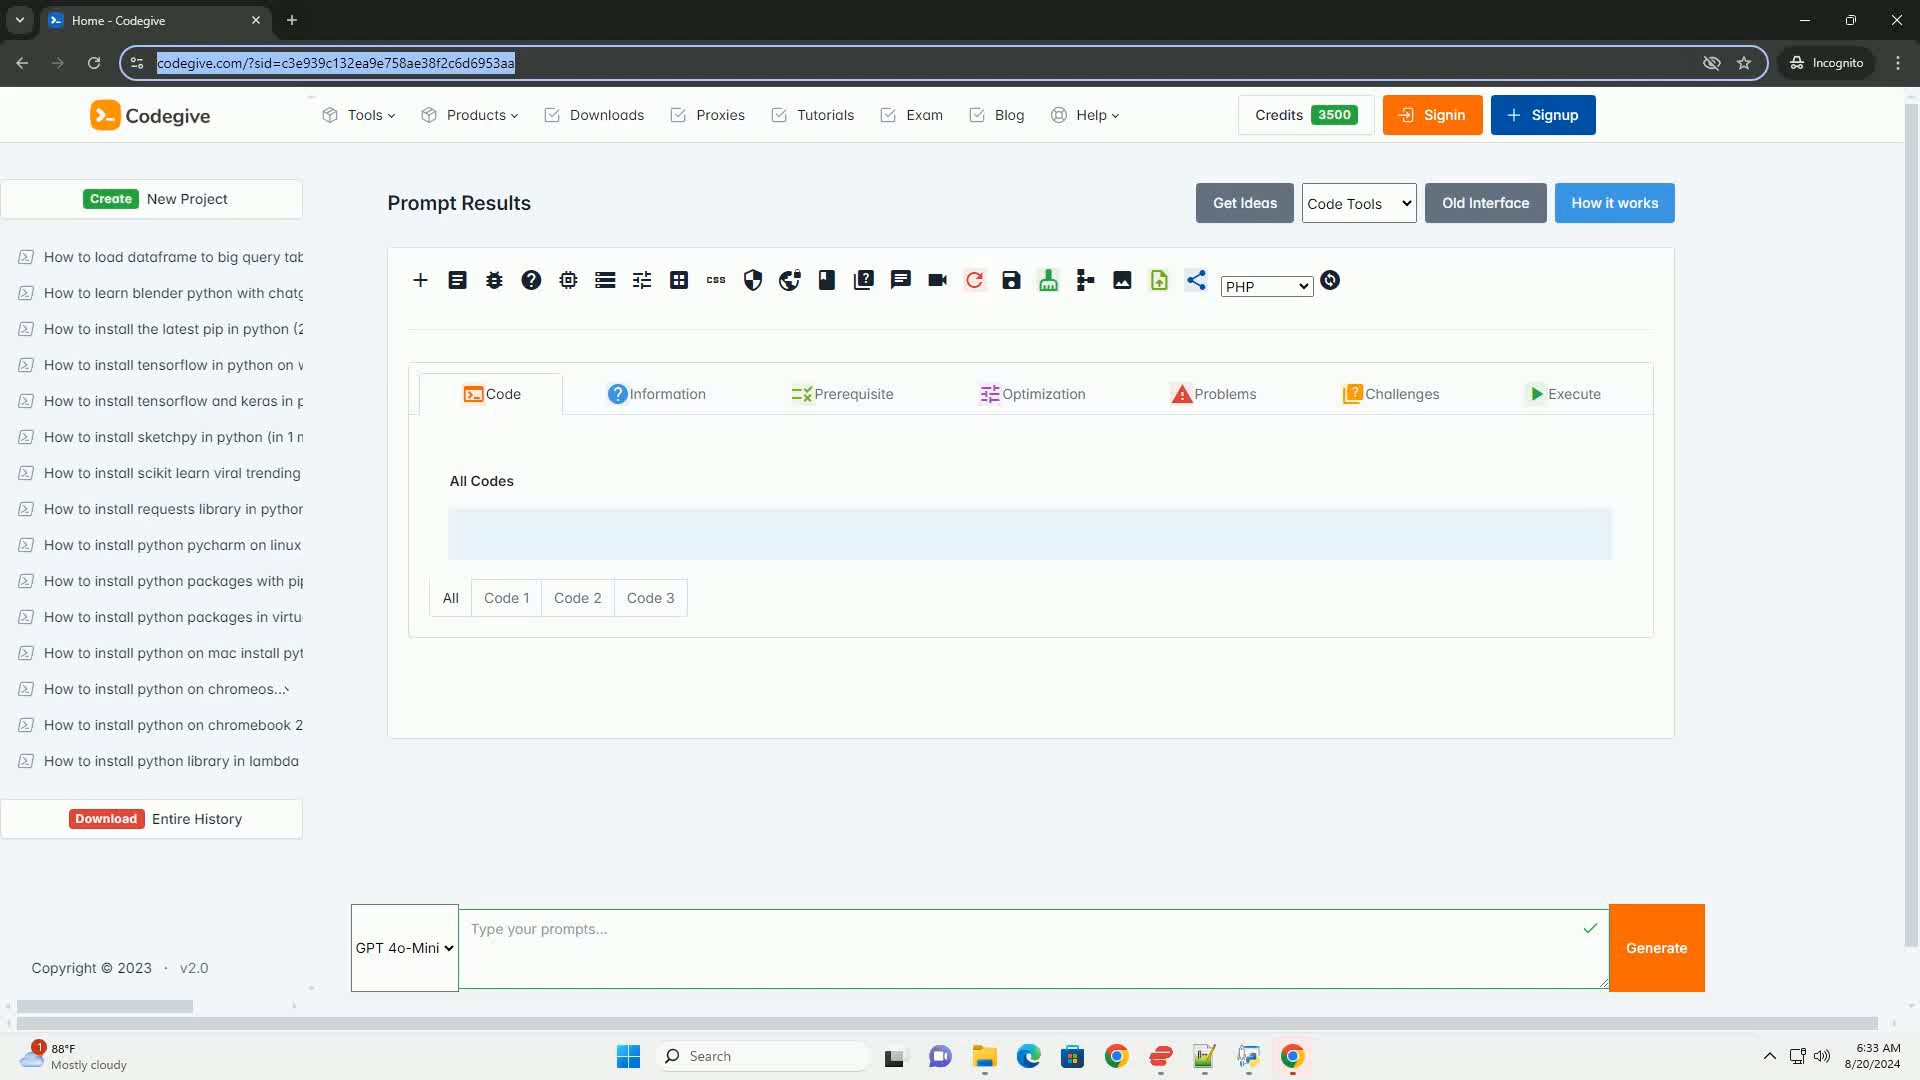 Home - Codegive
codegive.com/?sid=c3e939c132ea9e758ae38f2c6d6953aa
Incognito
Codegive
Tools
Products
Downloads
Proxies
Tutorials
Exam
Blog
Help
Credits 3500
Signin
Signup
Create New Project
How to load dataframe to big query tab
How to learn blender python with chatg
How to install the latest pip in python (2
How to install tensorflow in python on w
How to install tensorflow and keras in p
How to install sketchpy in python (in 1 m
How to install scikit learn viral trending
How to install requests library in python
How to install python pycharm on linux
How to install python packages with pip
How to install python packages in virtu
How to install python on mac install pyt
How to install python on chromeos...
How to install python on chromebook 2
How to install python library in lambda
Download Entire History
Copyright © 2023 · v2.0
Prompt Results
Get Ideas
Code Tools
Old Interface
How it works
css
PHP
Code
Information
Prerequisite
Optimization
Problems
Challenges
Execute
All Codes
All
Code 1
Code 2
Code 3
GPT 4o-Mini
Type your prompts...
Generate
1
88°F
Mostly cloudy
Search
6:33 AM
8/20/2024